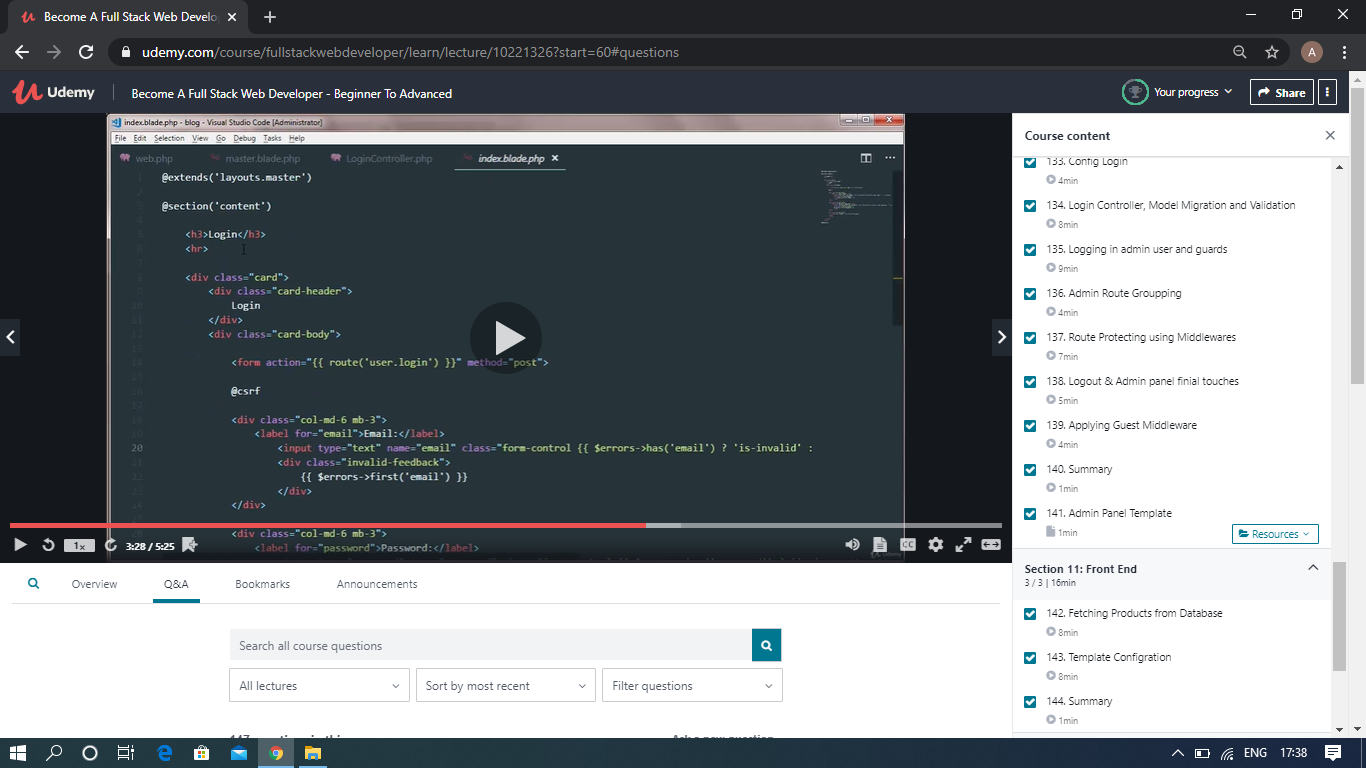 Become A Full Stack Web Develo
udemy.com/course/fullstackwebdeveloper/learn/lecture/10221326?start=60#questions
A
Udemy
Become A Full Stack Web Developer - Beginner To Advanced
Your progress
Share
index.blade.php - blog - Visual Studio Code [Administrator]
File Edit Selection View Go Debug Tasks Help
web.php master.blade.php LoginController.php index.blade.php
@extends('layouts.master')
@section('content')
<h3>Login</h3>
<hr>
<div class="card">
<div class="card-header">
Login
</div>
<div class="card-body">
<form action="{{ route('user.login') }}" method="post">
@csrf
<div class="col-md-6 mb-3">
<label for="email">Email:</label>
20 <input type="text" name="email" class="form-control {{ $errors->has('email') ? 'is-invalid' :
<div class="invalid-feedback">
{{ $errors->first('email') }}
</div>
</div>
<div class="col-md-6 mb-3">
<label for="password">Password:</label>
1x 3:28 / 5:25
CC
Overview Q&A Bookmarks Announcements
Search all course questions
All lectures Sort by most recent Filter questions
Course content
133. Config Login
4min
134. Login Controller, Model Migration and Validation
8min
135. Logging in admin user and guards
9min
136. Admin Route Groupping
4min
137. Route Protecting using Middlewares
7min
138. Logout & Admin panel finial touches
5min
139. Applying Guest Middleware
4min
140. Summary
1min
141. Admin Panel Template
1min
Resources
Section 11: Front End
3 / 3 | 16min
142. Fetching Products from Database
8min
143. Template Configration
8min
144. Summary
1min
ENG 17:38